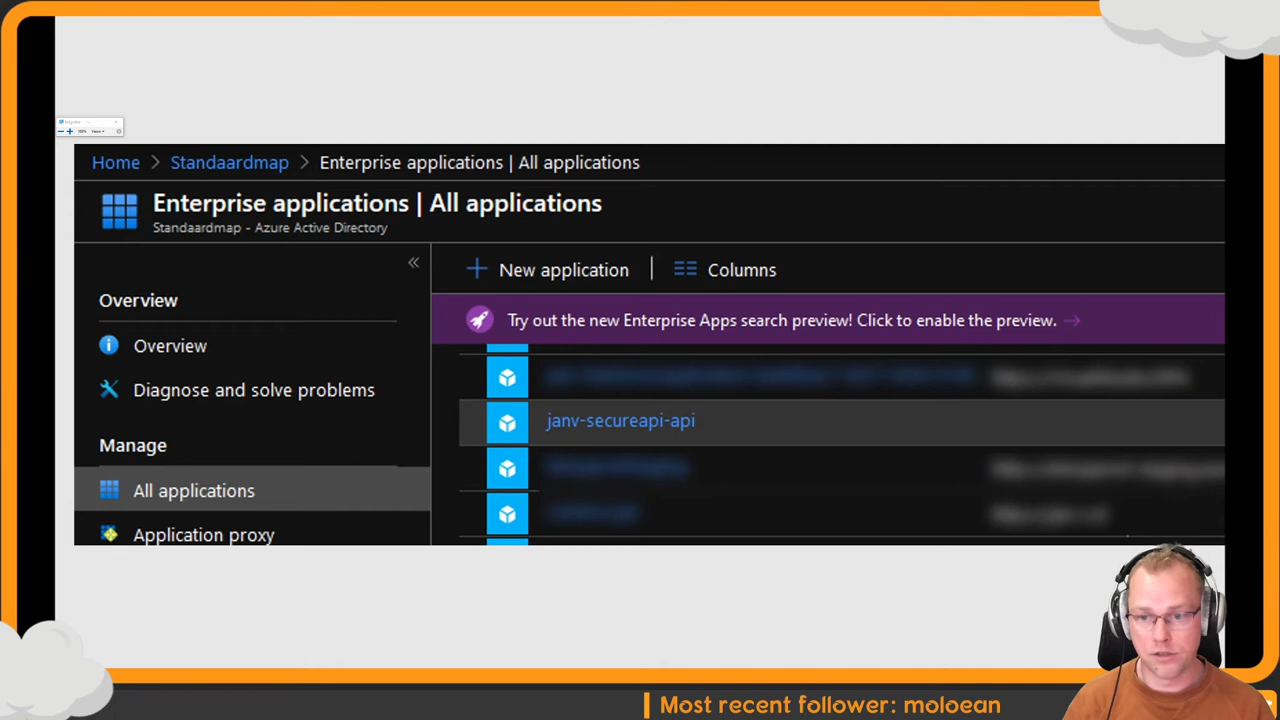 Home > Standaardmap > Enterprise applications | All applications
Enterprise applications | All applications
Standaardmap - Azure Active Directory
«
New application | Columns
Overview
Try out the new Enterprise Apps search preview! Click to enable the preview. →
Overview
Diagnose and solve problems
janv-secureapi-api
Manage
All applications
Application proxy
Most recent follower: moloean